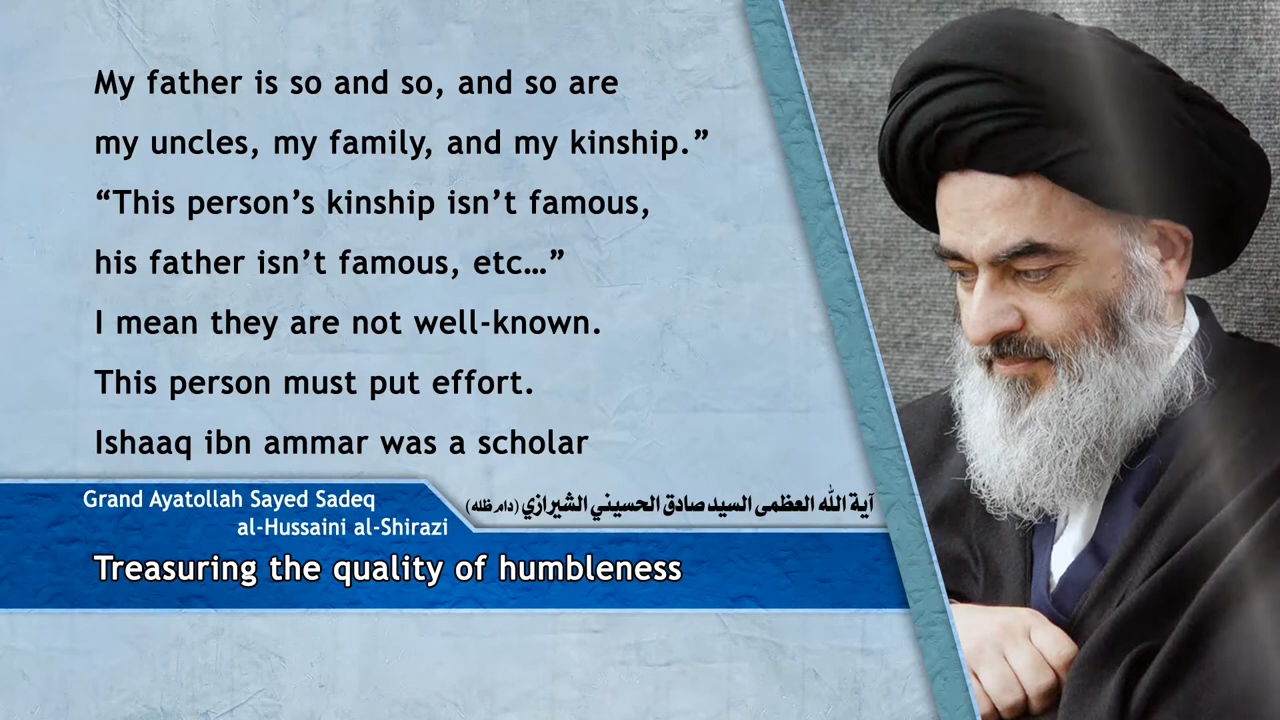 My father is so and so, and so are
my uncles, my family, and my kinship.”
“This person’s kinship isn’t famous,
his father isn’t famous, etc…”
I mean they are not well-known.
This person must put effort.
Ishaaq ibn ammar was a scholar
Grand Ayatollah Sayed Sadeq
al-Hussaini al-Shirazi
آية الله العظمى السيد صادق الحسيني الشيرازي (دام ظله)
Treasuring the quality of humbleness